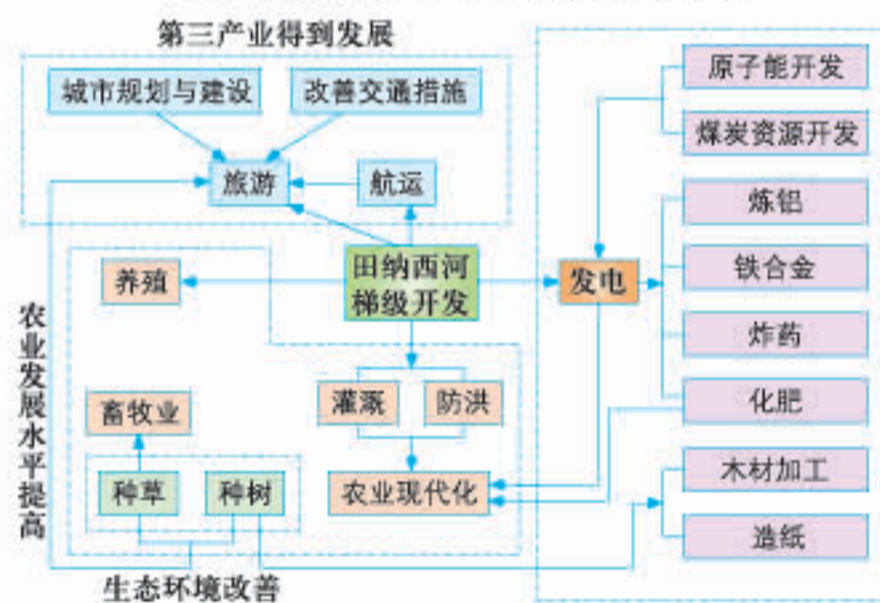 第三产业得到发展
城市规划与建设
改善交通措施
旅游
航运
养殖
田纳西河
梯级开发
发电
原子能开发
煤炭资源开发
炼铝
铁合金
炸药
化肥
木材加工
造纸
灌溉
防洪
农业现代化
畜牧业
种草
种树
农业发展水平提高
生态环境改善